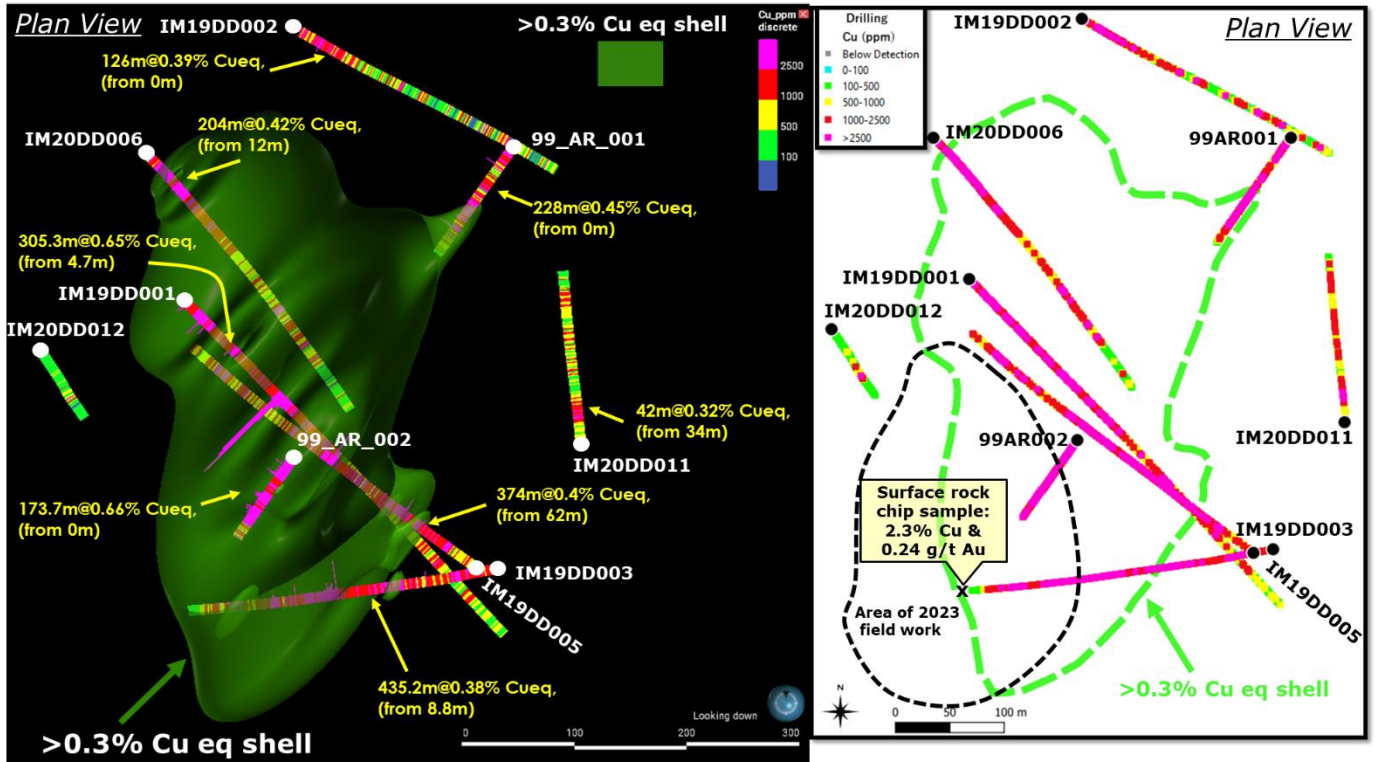 Plan View
IM19DD002
>0.3% Cu eq shell
Cu_ppm
discrete
2500
1000
500
100
126m@0.39% Cueq,
(from 0m)
204m@0.42% Cueq,
(from 12m)
IM20DD006
99_AR_001
228m@0.45% Cueq,
(from 0m)
305.3m@0.65% Cueq,
(from 4.7m)
IM19DD001
IM20DD012
42m@0.32% Cueq,
(from 34m)
99_AR_002
IM20DD011
173.7m@0.66% Cueq,
(from 0m)
374m@0.4% Cueq,
(from 62m)
IM19DD003
IM19DD005
435.2m@0.38% Cueq,
(from 8.8m)
Looking down
>0.3% Cu eq shell
0 100 200 300
Drilling
Cu (ppm)
Below Detection
0-100
100-500
500-1000
1000-2500
>2500
IM19DD002
Plan View
IM20DD006
99AR001
IM19DD001
IM20DD012
99AR002
IM20DD011
Surface rock
chip sample:
2.3% Cu &
0.24 g/t Au
IM19DD003
x
Area of 2023
field work
IM19DD005
>0.3% Cu eq shell
N
0 50 100 m